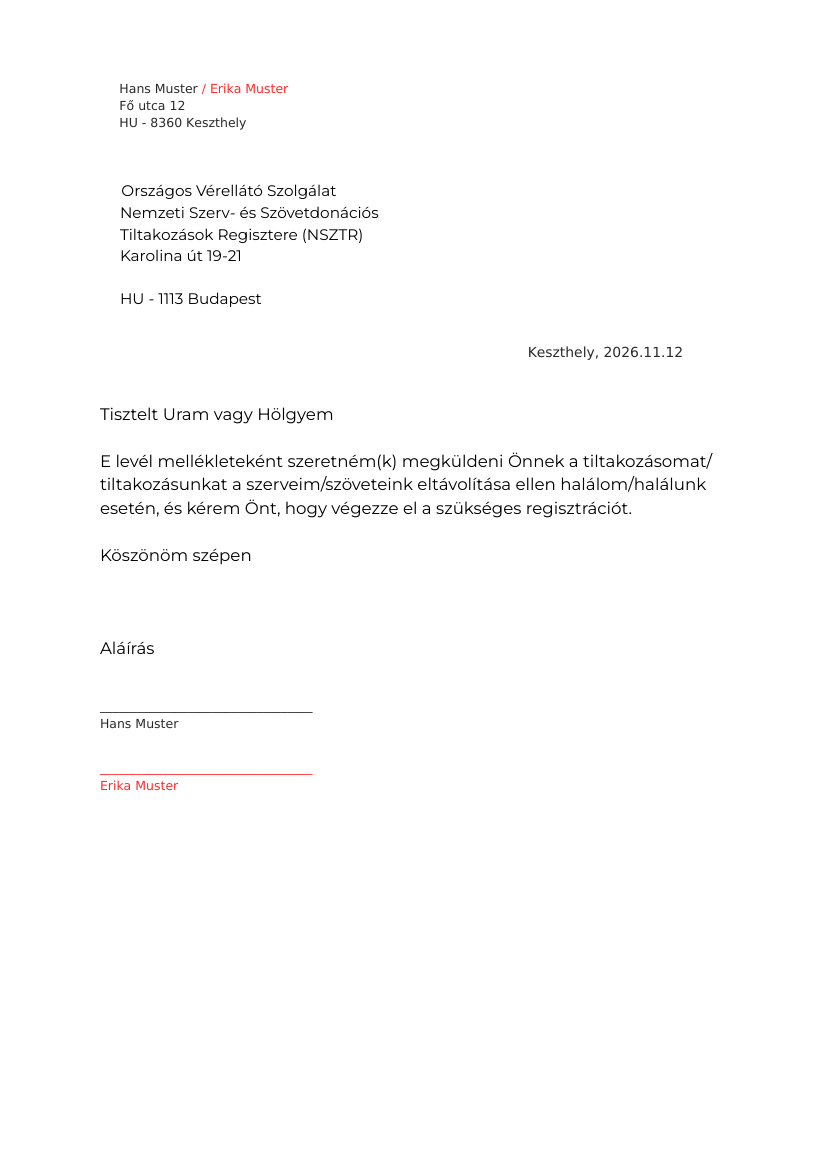 Hans Muster / Erika Muster
Fő utca 12
HU - 8360 Keszthely
Országos Vérellátó Szolgálat
Nemzeti Szerv- és Szövetdonációs
Tiltakozások Regisztere (NSZTR)
Karolina út 19-21
HU - 1113 Budapest
Keszthely, 2026.11.12
Tisztelt Uram vagy Hölgyem
E levél mellékleteként szeretném(k) megküldeni Önnek a tiltakozásomat/
tiltakozásunkat a szerveim/szöveteink eltávolítása ellen halálom/halálunk
esetén, és kérem Önt, hogy végezze el a szükséges regisztrációt.
Köszönöm szépen
Aláírás
Hans Muster
Erika Muster